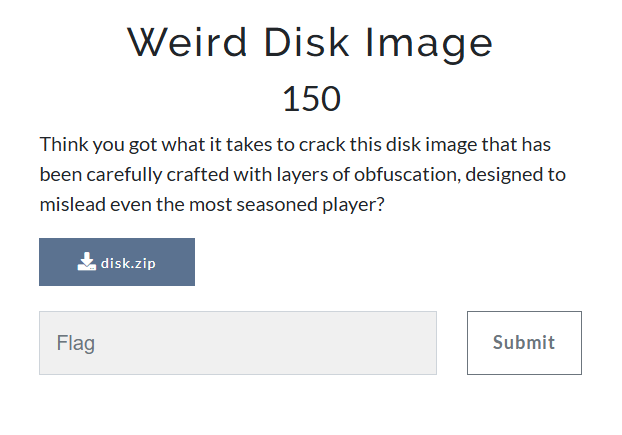 Weird Disk Image
150
Think you got what it takes to crack this disk image that has
been carefully crafted with layers of obfuscation, designed to
mislead even the most seasoned player?
disk.zip
Flag
Submit